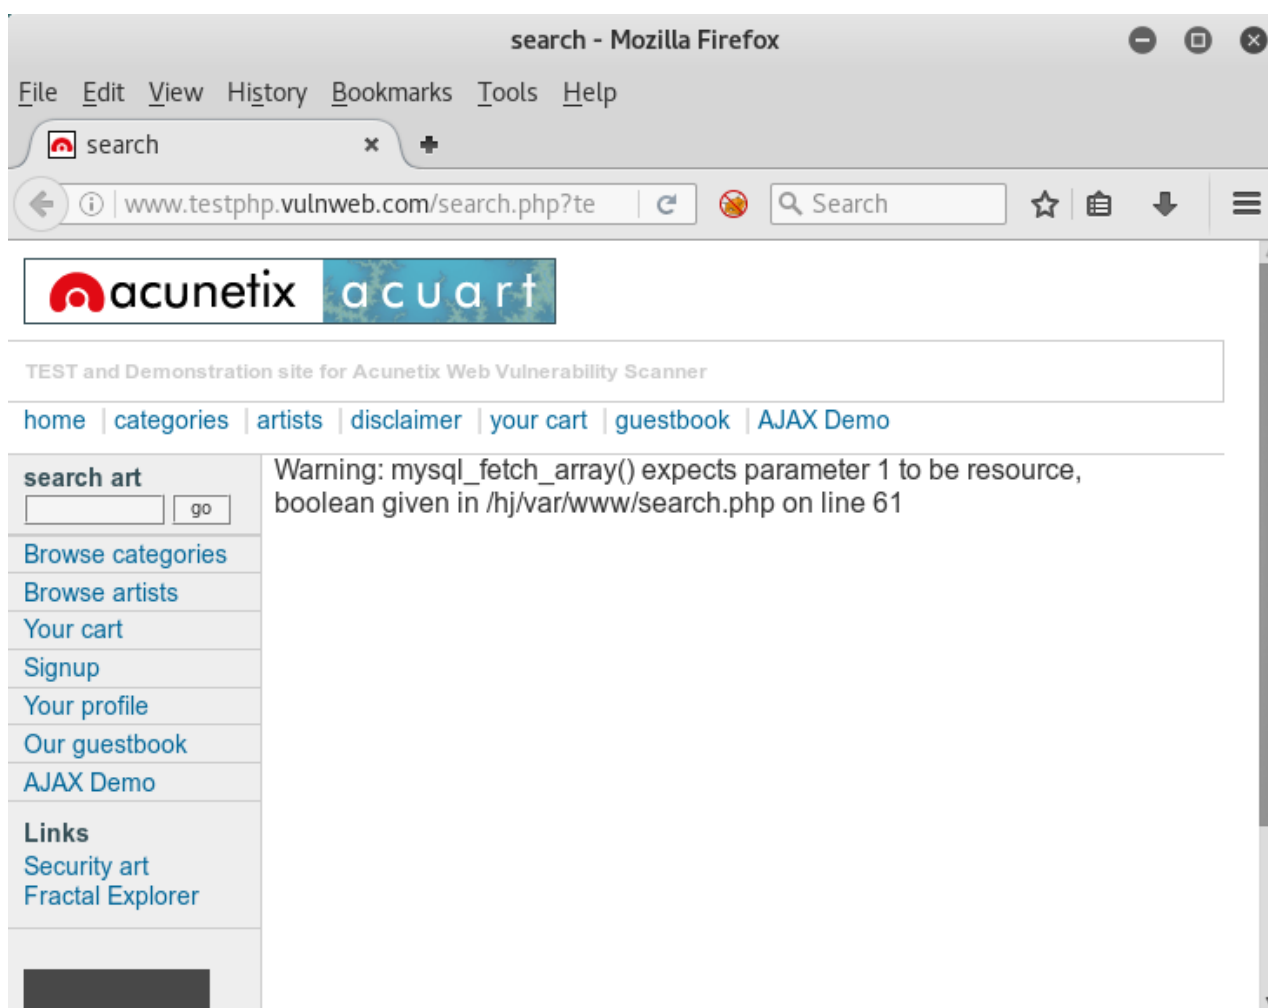 search - Mozilla Firefox
File Edit View History Bookmarks Tools Help
search
www.testphp.vulnweb.com/search.php?te
Search
acunetix acuart
TEST and Demonstration site for Acunetix Web Vulnerability Scanner
home | categories | artists | disclaimer | your cart | guestbook | AJAX Demo
search art
go
Browse categories
Browse artists
Your cart
Signup
Your profile
Our guestbook
AJAX Demo
Links
Security art
Fractal Explorer
Warning: mysql_fetch_array() expects parameter 1 to be resource,
boolean given in /hj/var/www/search.php on line 61